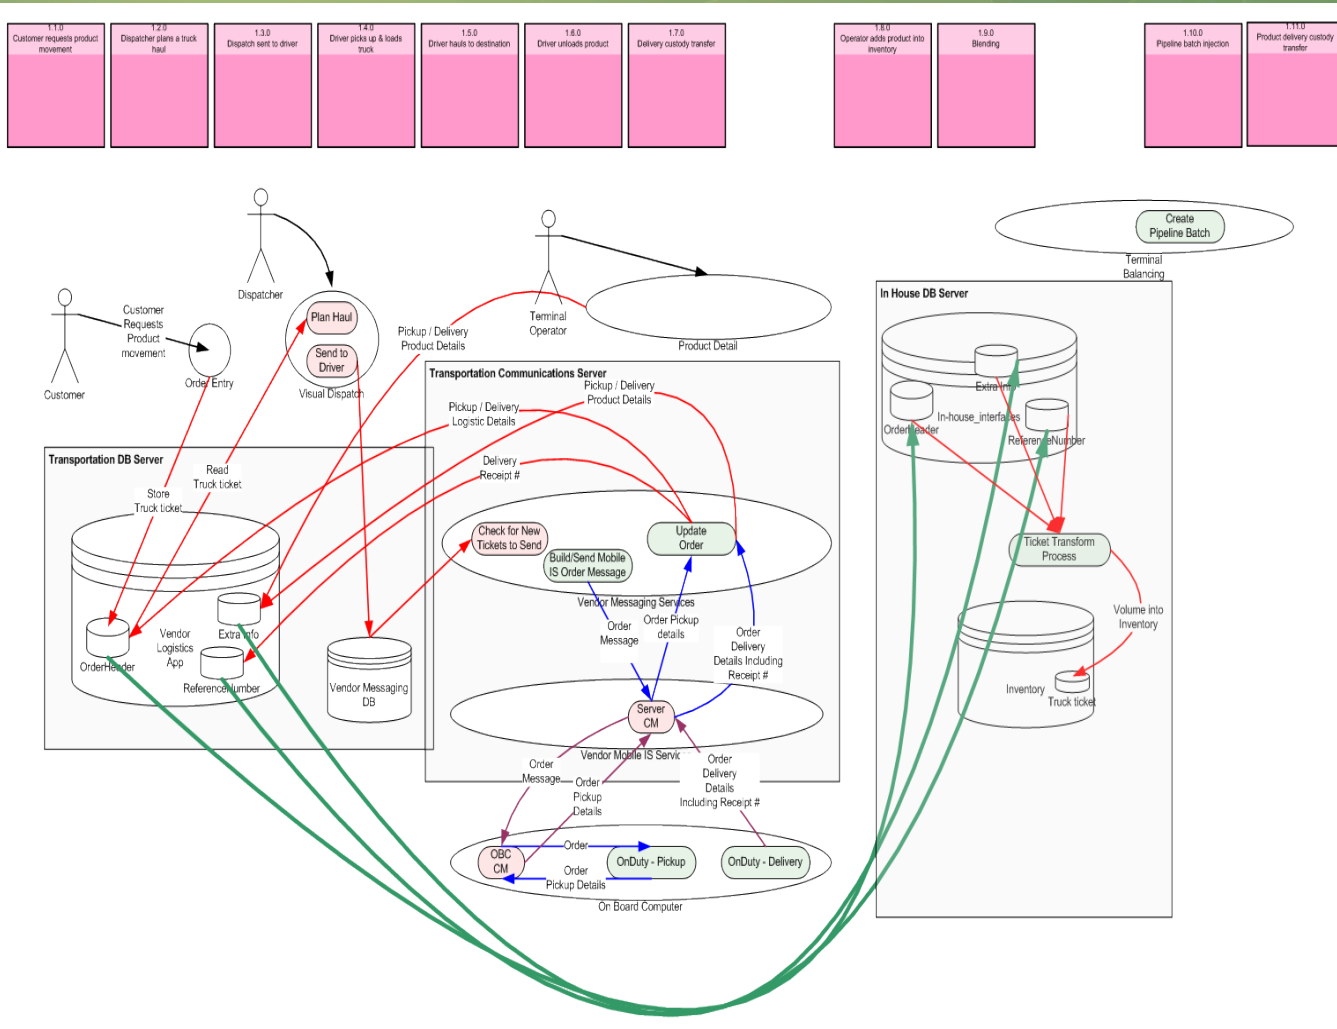 1.1.0
Customer requests product
movement
1.2.0
Dispatcher plans a truck
haul
1.3.0
Dispatch sent to driver
1.4.0
Driver picks up & loads
truck
1.5.0
Driver hauls to destination
1.6.0
Driver unloads product
1.7.0
Delivery custody transfer
1.8.0
Operator adds product into
inventory
1.9.0
Blending
1.10.0
Pipeline batch injection
1.11.0
Product delivery custody
transfer
Dispatcher
Customer
Customer
Requests
Product
movement
Order Entry
Plan Haul
Send to
Driver
Visual Dispatch
Terminal
Operator
Product Detail
Create
Pipeline Batch
Terminal
Balancing
Pickup / Delivery
Product Details
Transportation Communications Server
Pickup / Delivery
Product Details
Pickup / Delivery
Logistic Details
Delivery
Receipt #
Transportation DB Server
Read
Truck ticket
Store
Truck ticket
OrderHeader
Vendor
Logistics
App
Extra Info
ReferenceNumber
Vendor Messaging
DB
Check for New
Tickets to Send
Build/Send Mobile
IS Order Message
Update
Order
Vendor Messaging Services
Order
Message
Order Pickup
details
Order
Delivery
Details Including
Receipt #
Server
CM
Vendor Mobile IS Servic
Order
Message
Order
Pickup
Details
Order
Delivery
Details
Including Receipt #
OBC
CM
Order
Order
Pickup Details
OnDuty - Pickup
OnDuty - Delivery
On Board Computer
In House DB Server
Extra Info
OrderHeader
In-house_interfaces
ReferenceNumber
Ticket Transform
Process
Volume into
Inventory
Inventory
Truck ticket